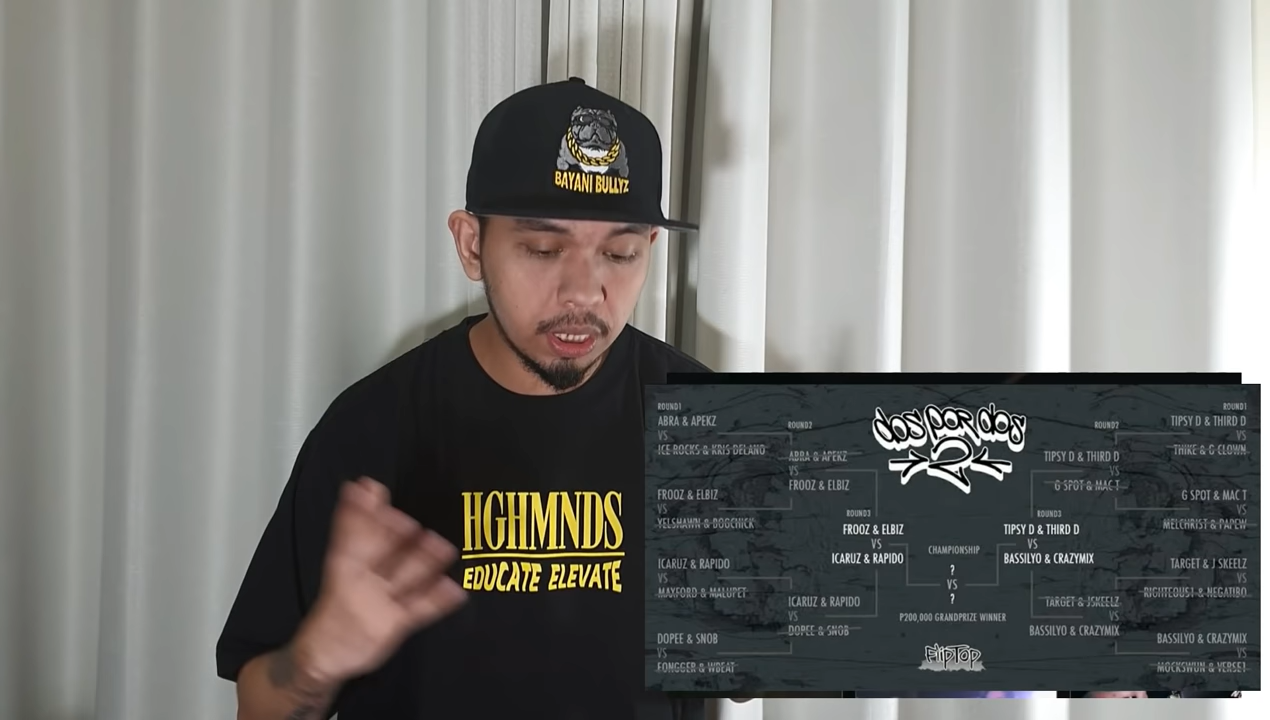 BAYANI BULLYZ
HGHMNDS
EDUCATE ELEVATE
dos por dos
2
ROUND1
ABRA & APEKZ
VS
ICE ROCKS & KRIS DELANO
FROOZ & ELBIZ
VS
YELSHAWN & DOGCHICK
ICARUZ & RAPIDO
VS
MAXFORD & MALUPET
DOPEE & SNOB
VS
FONGGER & WBEAT
ROUND2
ABRA & APEKZ
VS
FROOZ & ELBIZ
ICARUZ & RAPIDO
VS
DOPEE & SNOB
ROUND3
FROOZ & ELBIZ
VS
ICARUZ & RAPIDO
CHAMPIONSHIP
?
VS
?
P200,000 GRANDPRIZE WINNER
FlipTop
ROUND3
TIPSY D & THIRD D
VS
BASSILYO & CRAZYMIX
ROUND2
TIPSY D & THIRD D
VS
G SPOT & MAC T
TARGET & JSKEELZ
VS
BASSILYO & CRAZYMIX
ROUND1
TIPSY D & THIRD D
VS
THIKE & G CLOWN
G SPOT & MAC T
VS
MELCHRIST & PAPEW
TARGET & J SKEELZ
VS
RIGHTEOUS1 & NEGATIBO
BASSILYO & CRAZYMIX
VS
MOCKSWUN & VERSE1